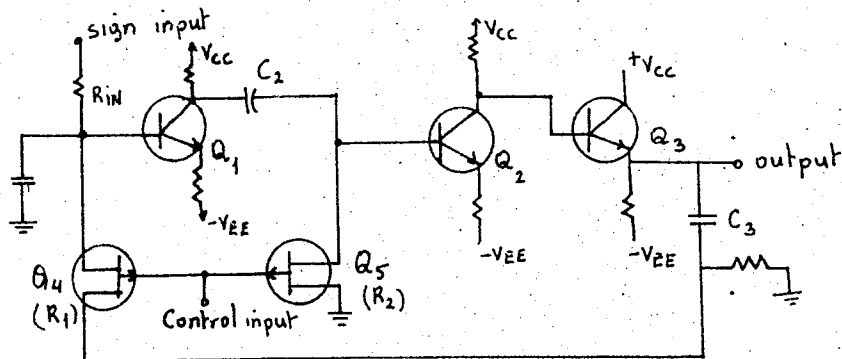 sign input
RIN
VCC
C2
Q1
-VEE
VCC
Q2
-VEE
+VCC
Q3
output
C3
-VEE
Q4
(R1)
Control input
Q5
(R2)